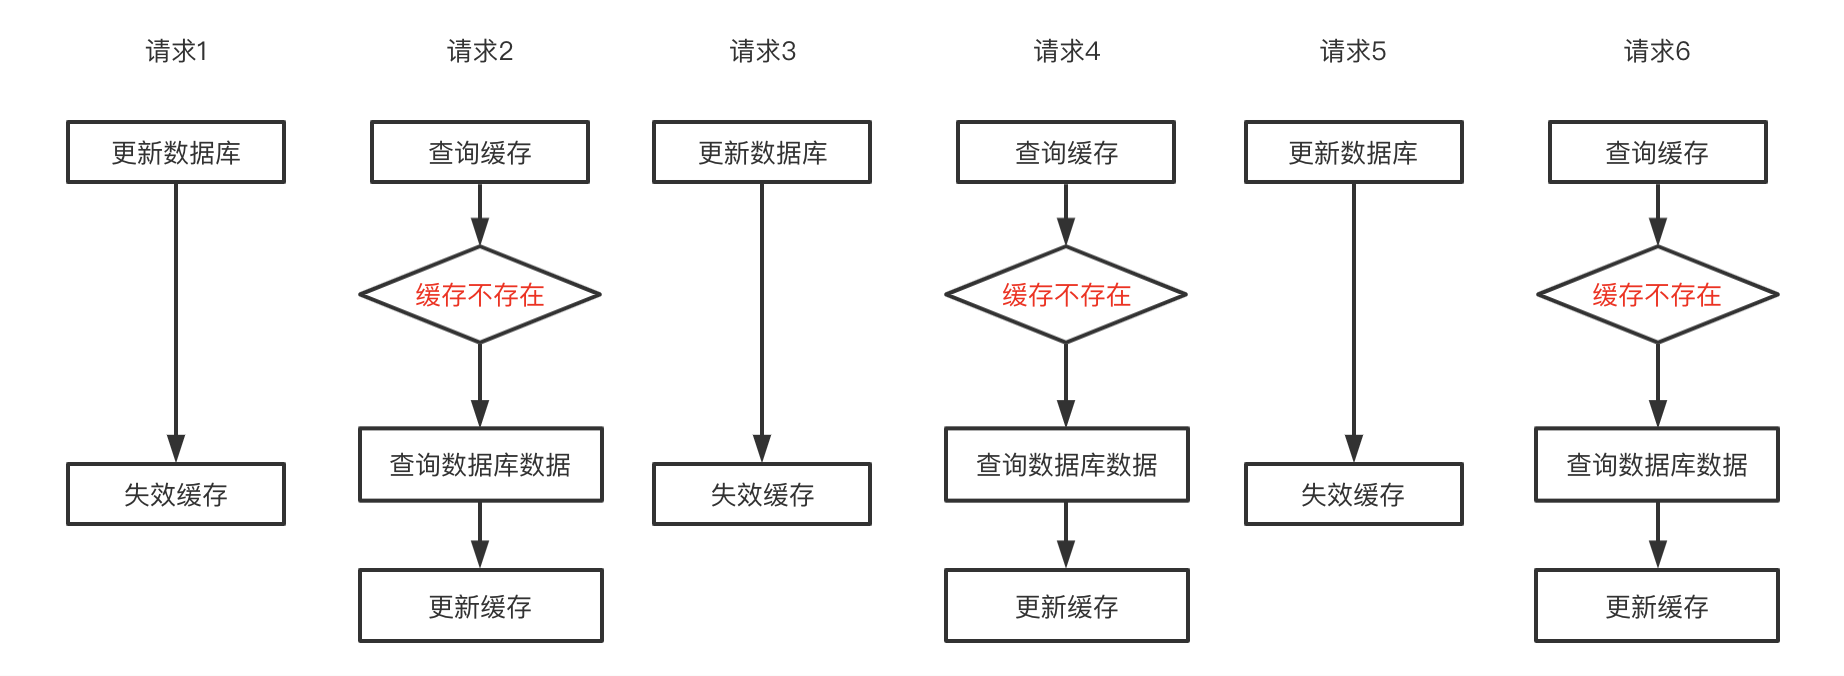 请求1
请求2
请求3
请求4
请求5
请求6
更新数据库
查询缓存
更新数据库
查询缓存
更新数据库
查询缓存
缓存不存在
缓存不存在
缓存不存在
查询数据库数据
查询数据库数据
查询数据库数据
失效缓存
失效缓存
失效缓存
更新缓存
更新缓存
更新缓存